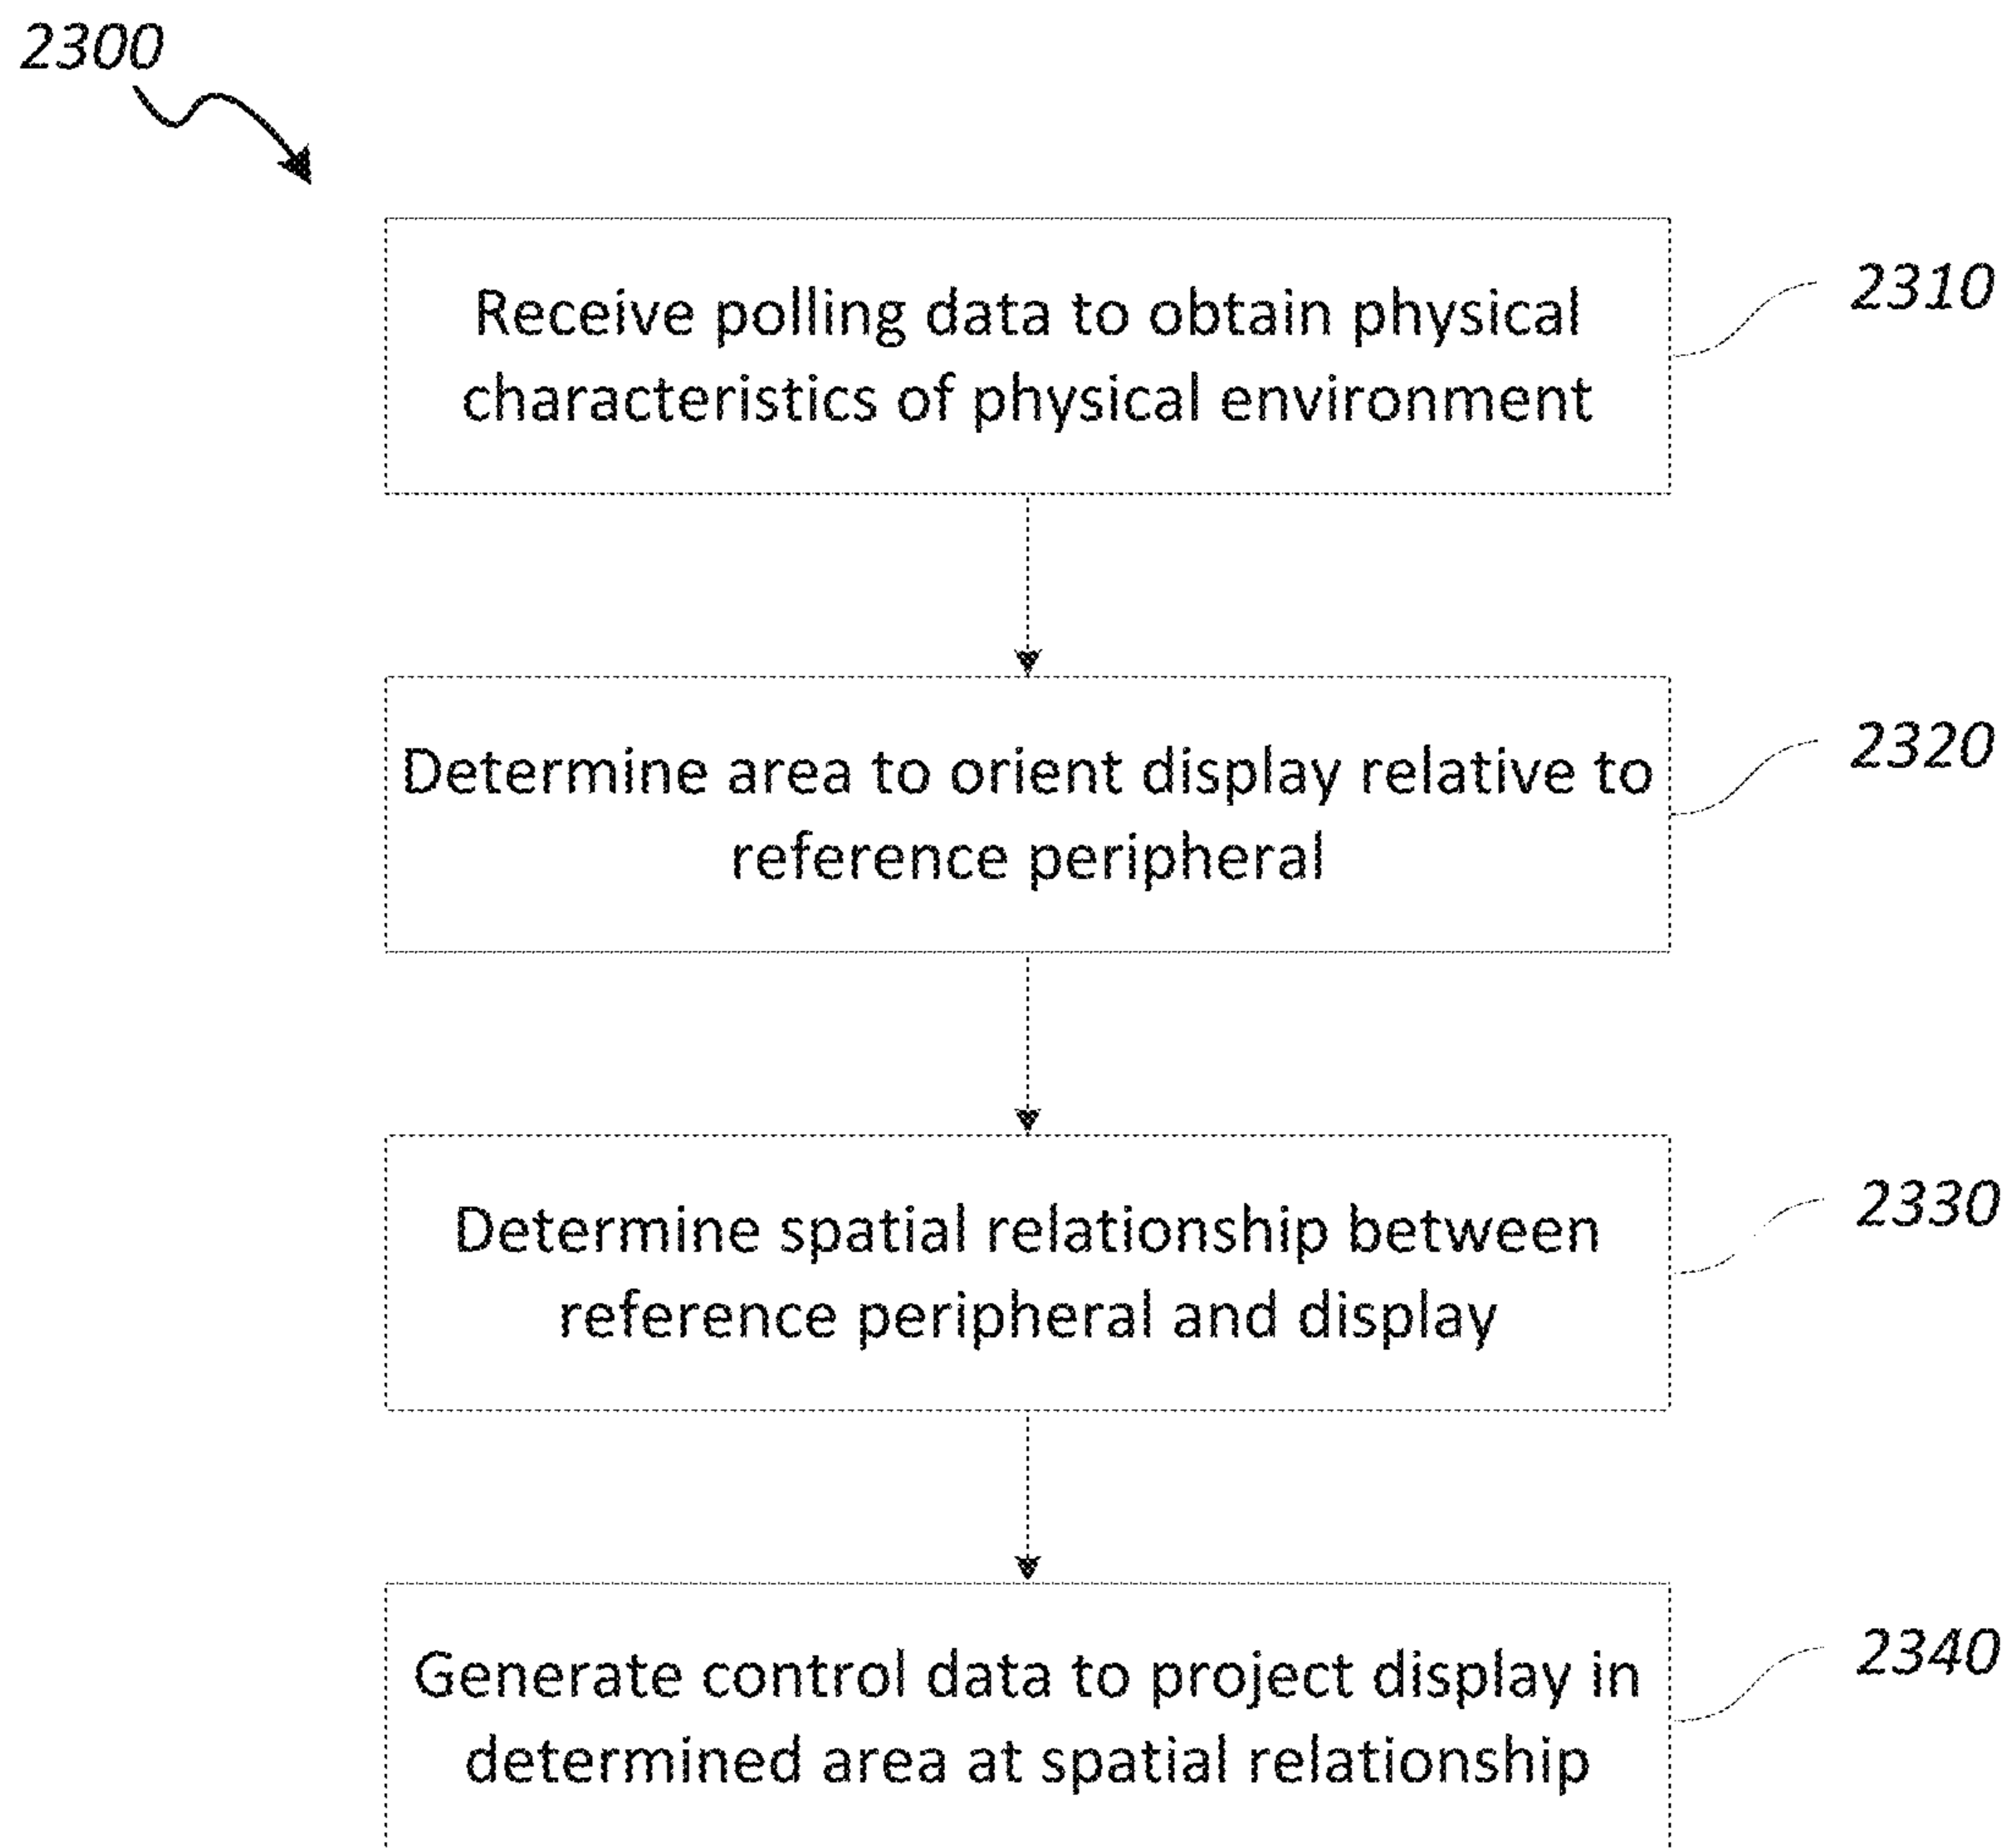 2300
Receive polling data to obtain physical
characteristics of physical environment
2310
Determine area to orient display relative to
reference peripheral
2320
Determine spatial relationship between
reference peripheral and display
2330
Generate control data to project display in
determined area at spatial relationship
2340